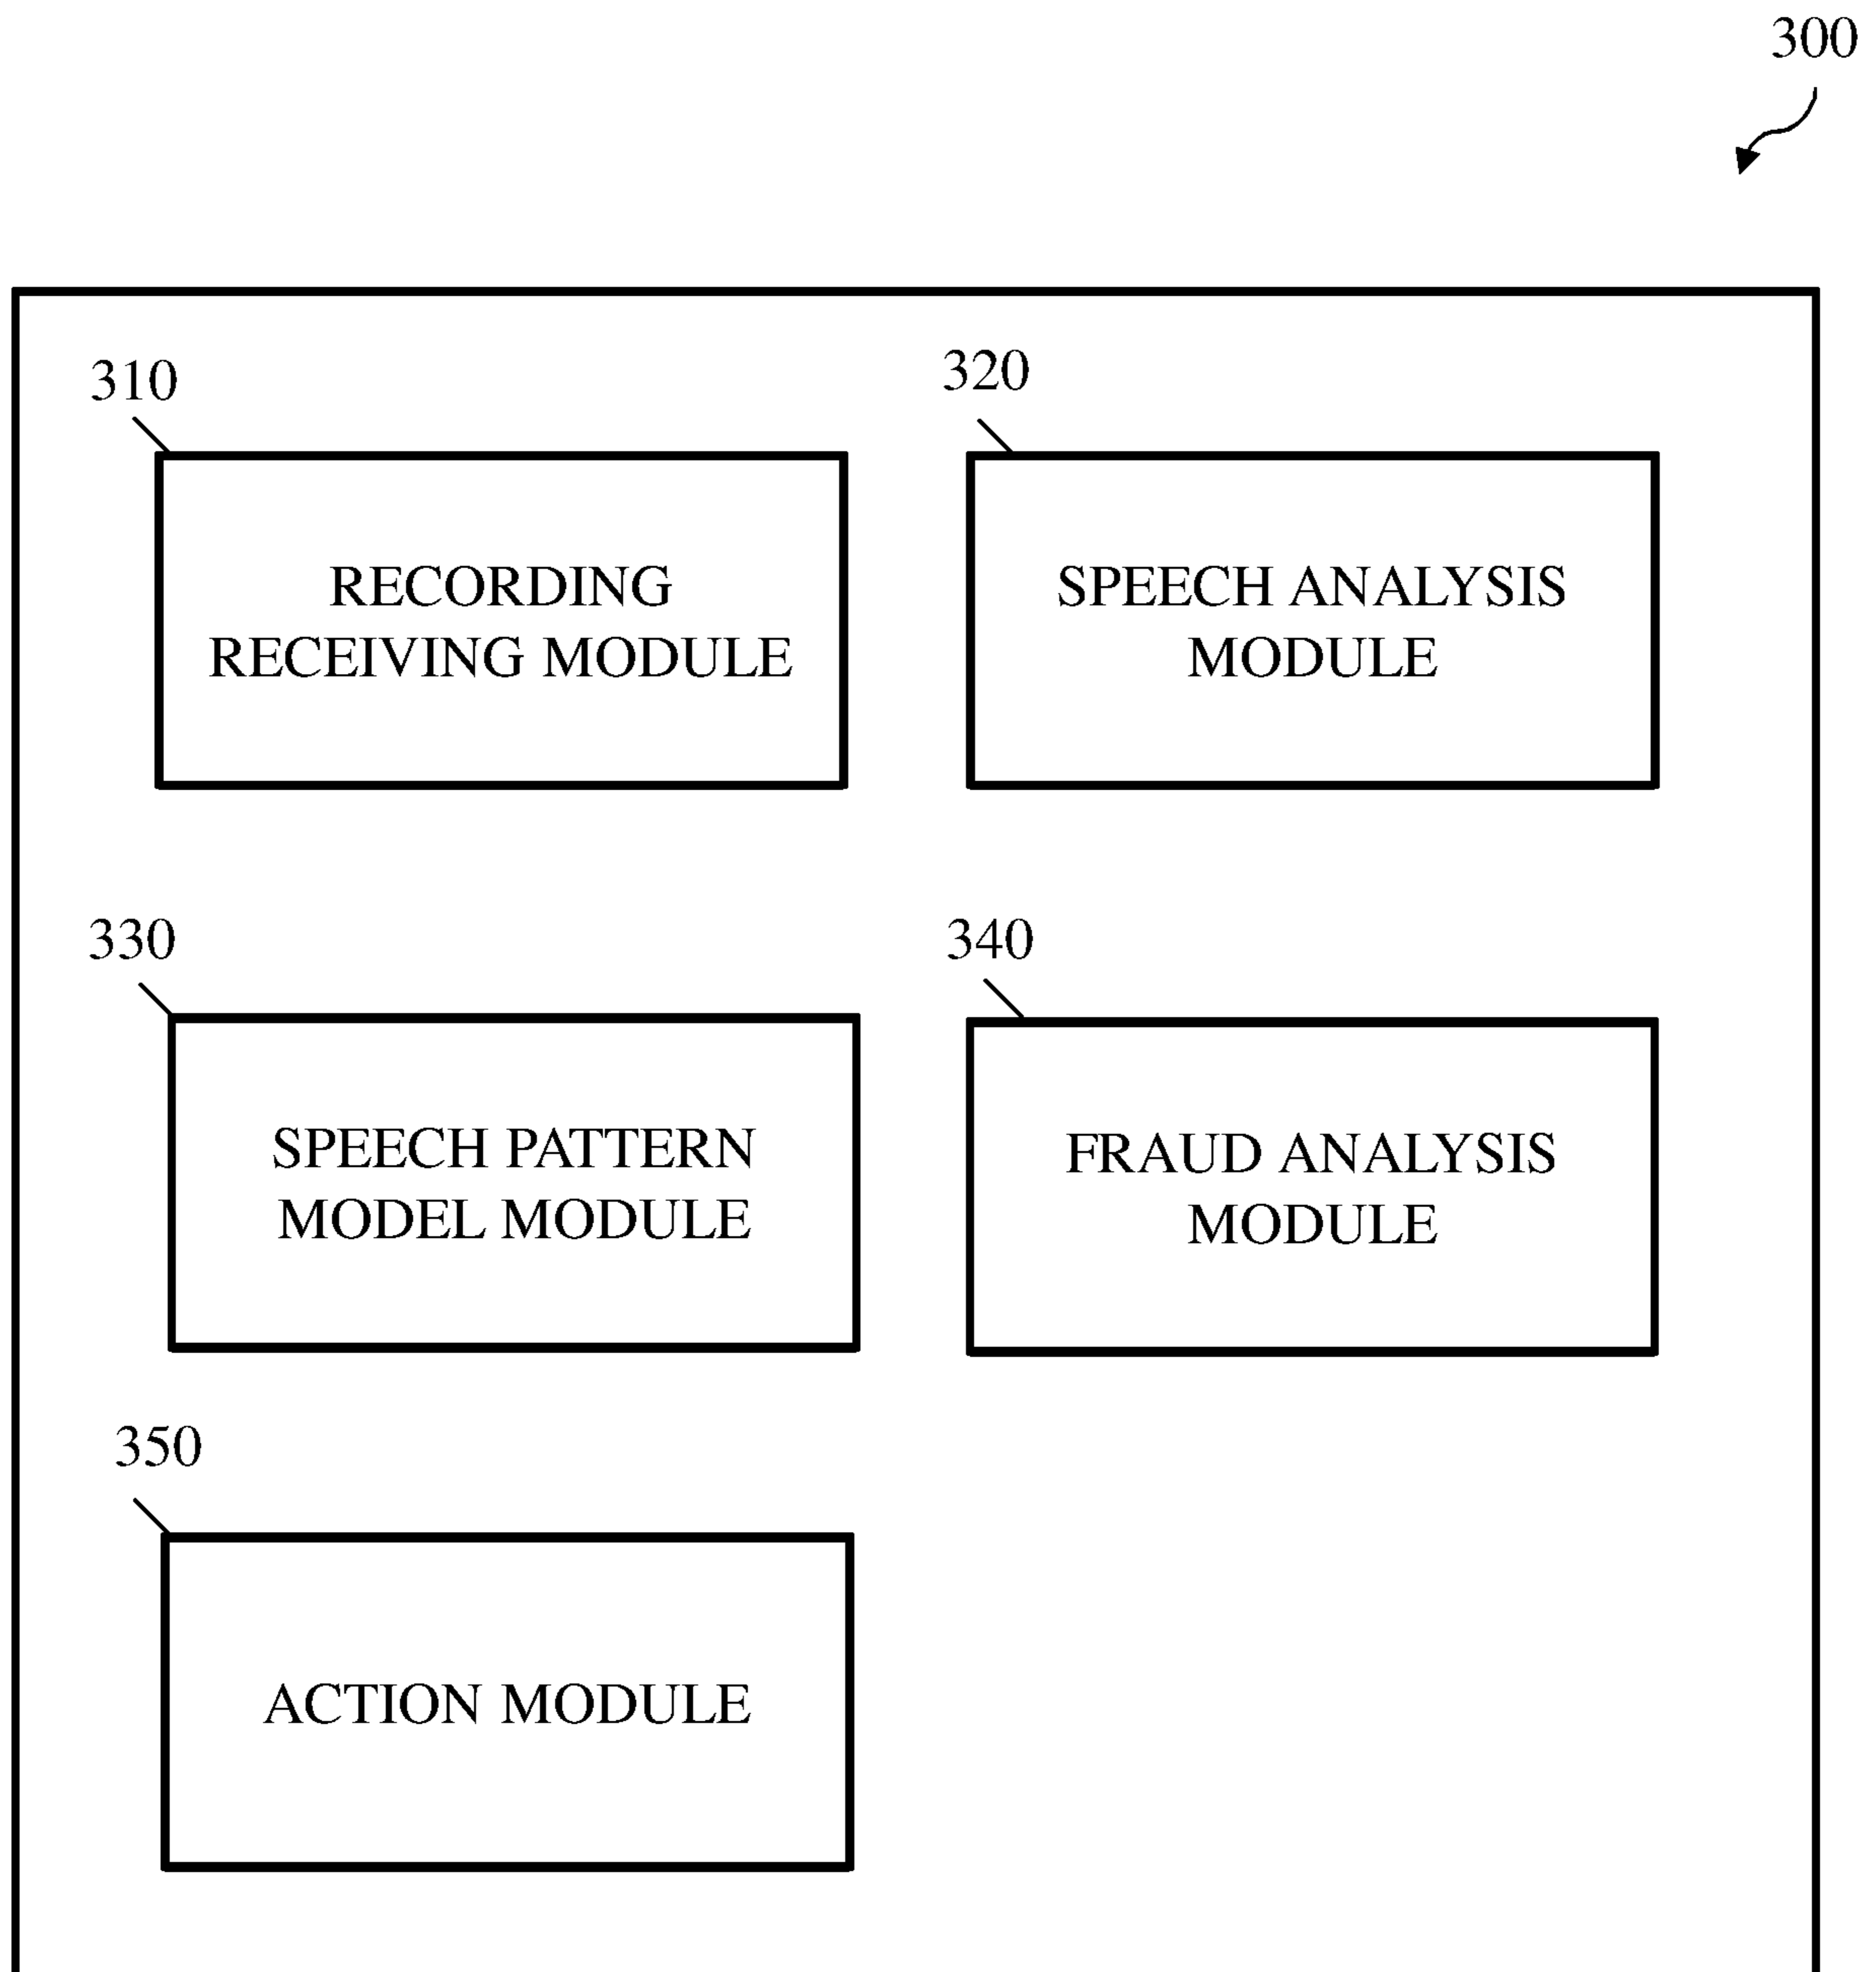 300
310
320
RECORDING
RECEIVING MODULE
SPEECH ANALYSIS
MODULE
330
340
SPEECH PATTERN
MODEL MODULE
FRAUD ANALYSIS
MODULE
350
ACTION MODULE